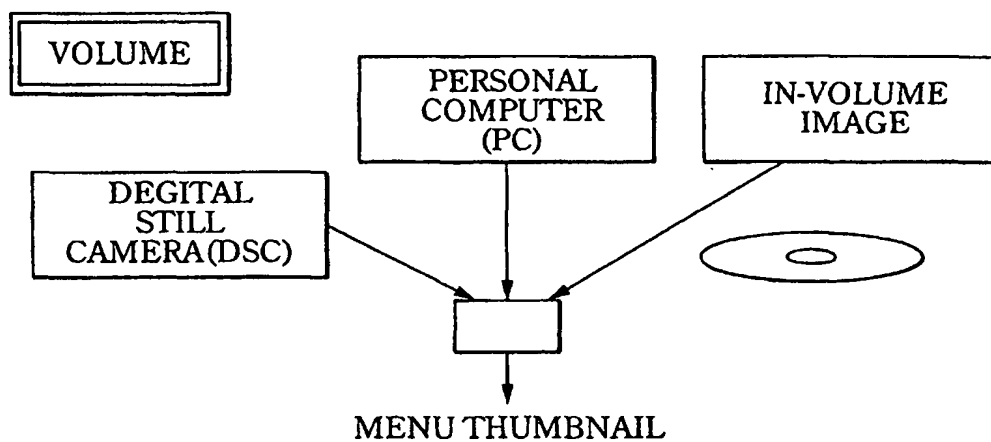 VOLUME
PERSONAL
COMPUTER
(PC)
IN-VOLUME
IMAGE
DEGITAL
STILL
CAMERA(DSC)
MENU THUMBNAIL